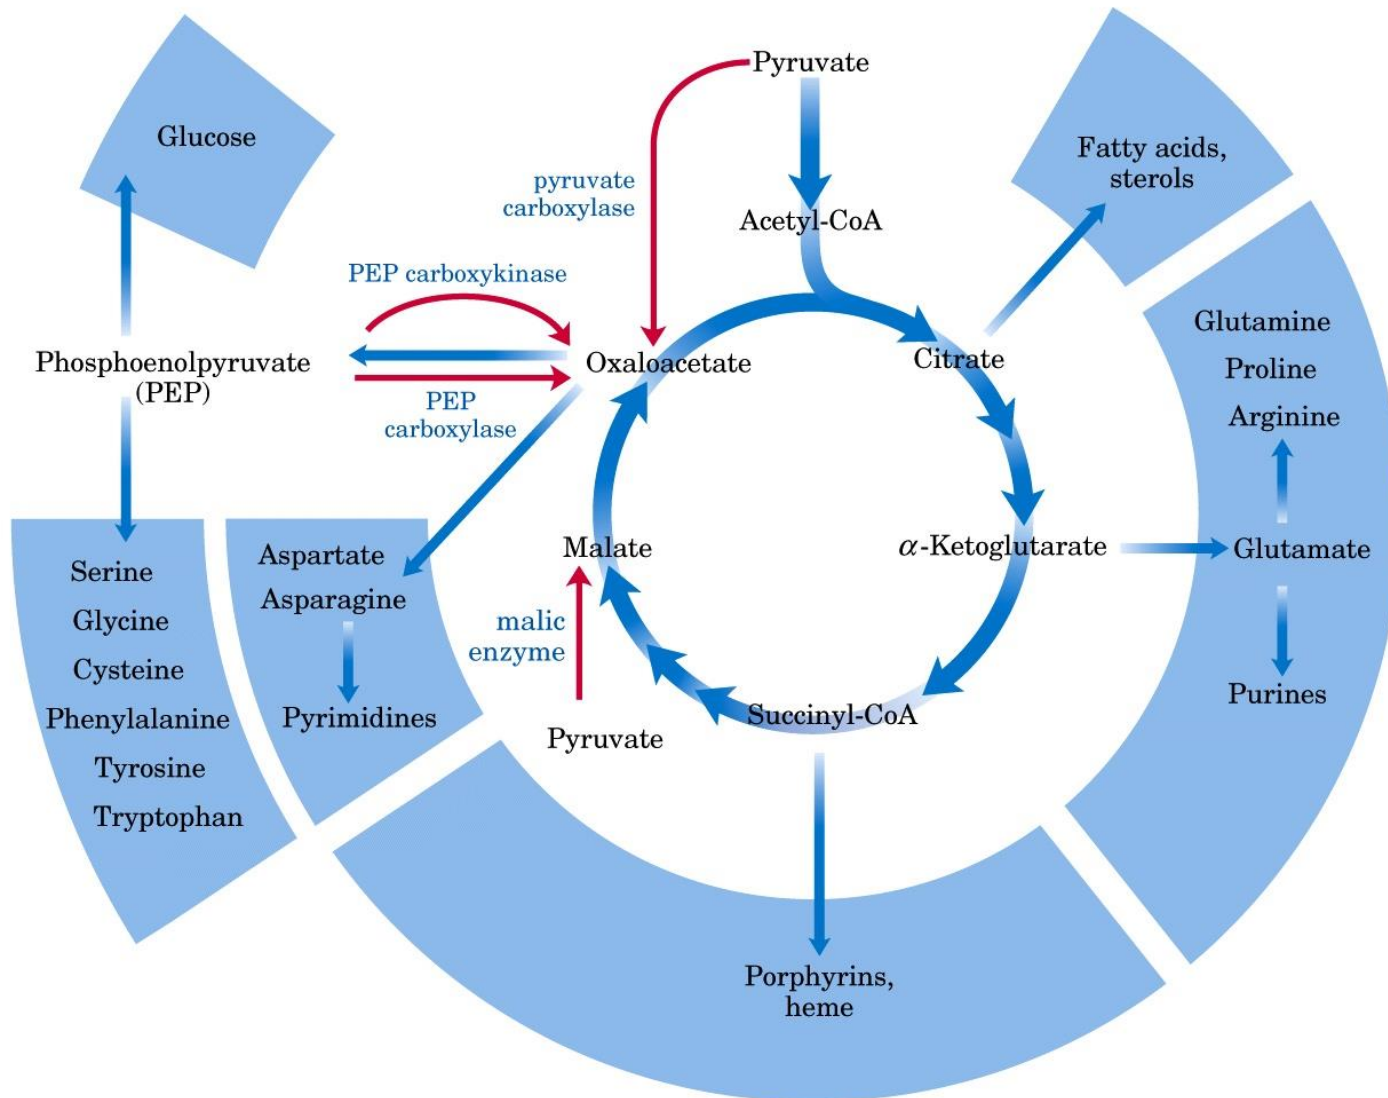 Pyruvate
Glucose
Fatty acids,
sterols
pyruvate
carboxylase
Acetyl-CoA
PEP carboxykinase
Phosphoenolpyruvate
(PEP)
Oxaloacetate
Citrate
PEP
carboxylase
Glutamine
Proline
Arginine
Glutamate
Purines
α-Ketoglutarate
Malate
malic
enzyme
Pyruvate
Succinyl-CoA
Aspartate
Asparagine
Pyrimidines
Serine
Glycine
Cysteine
Phenylalanine
Tyrosine
Tryptophan
Porphyrins,
heme